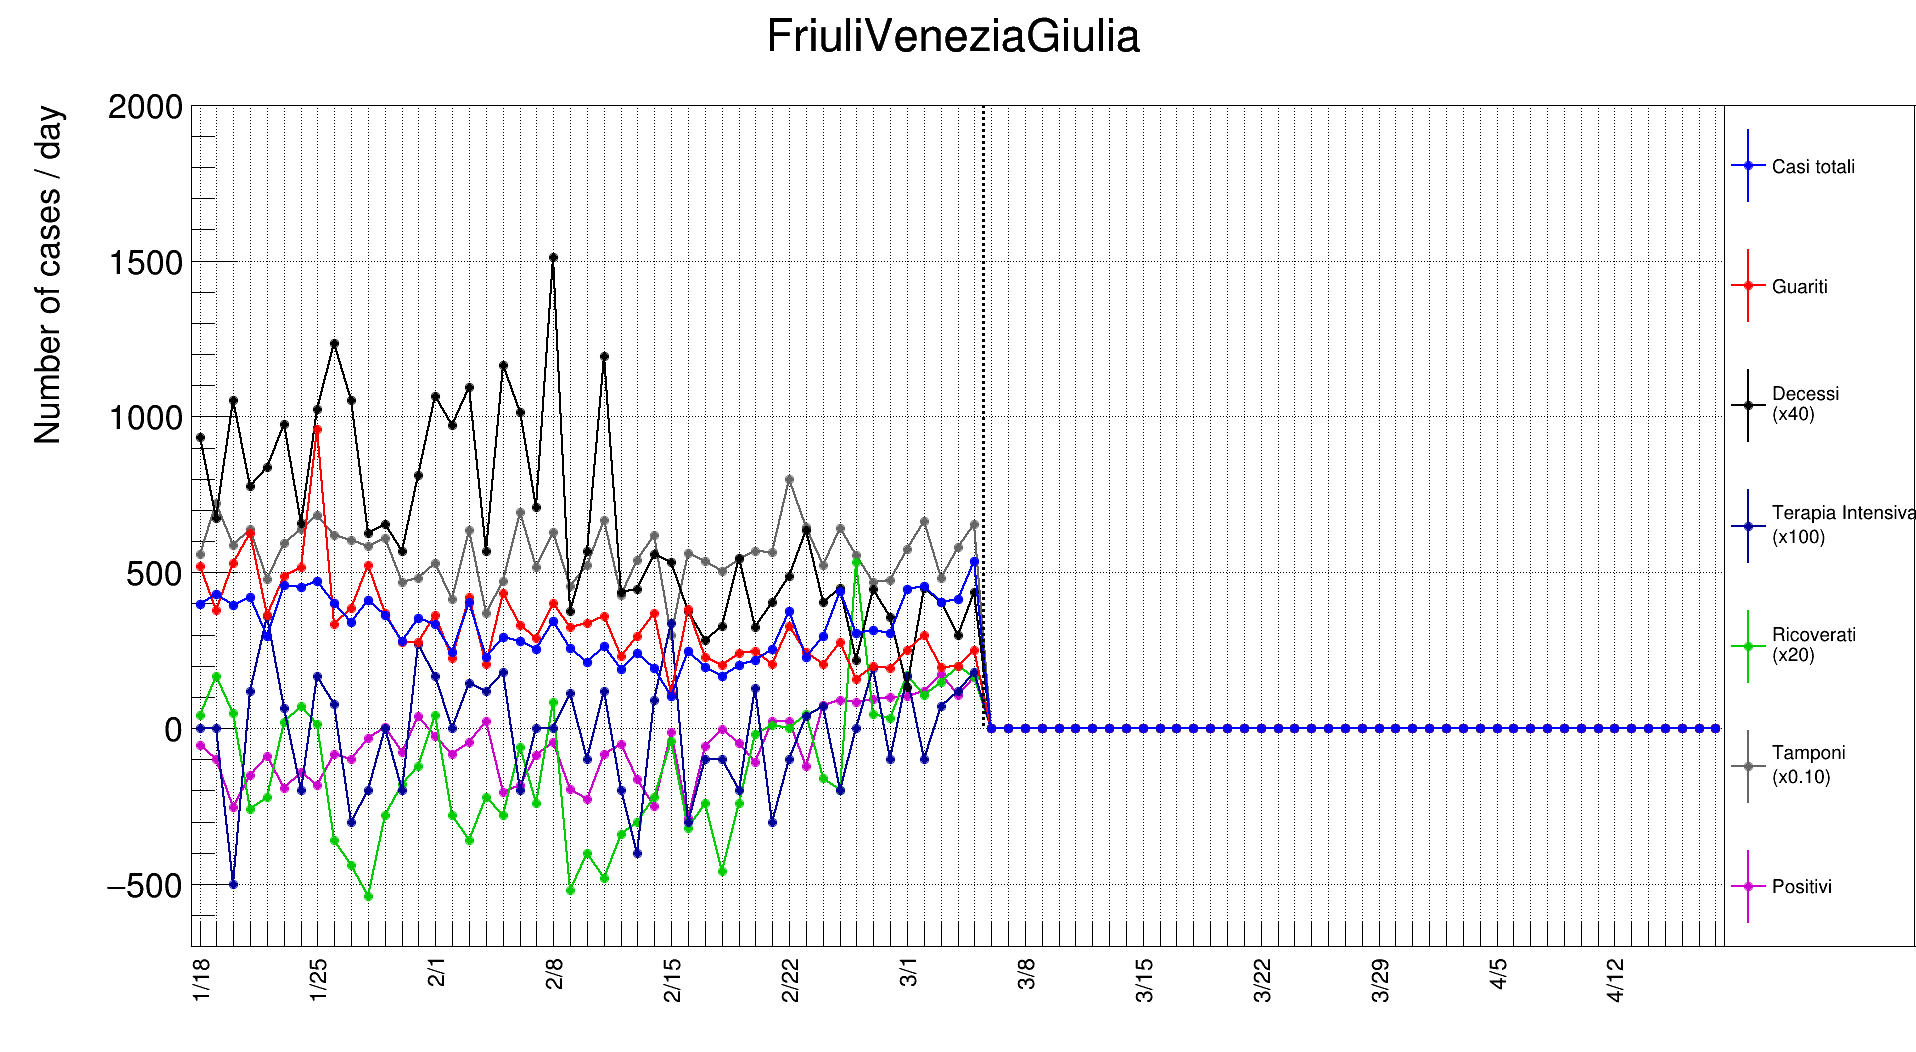 FriuliVeneziaGiulia
Number of cases / day
2000
1500
1000
500
0
−500
1/18
1/25
2/1
2/8
2/15
2/22
3/1
3/8
3/15
3/22
3/29
4/5
4/12
Casi totali
Guariti
Decessi
(x40)
Terapia Intensiva
(x100)
Ricoverati
(x20)
Tamponi
(x0.10)
Positivi